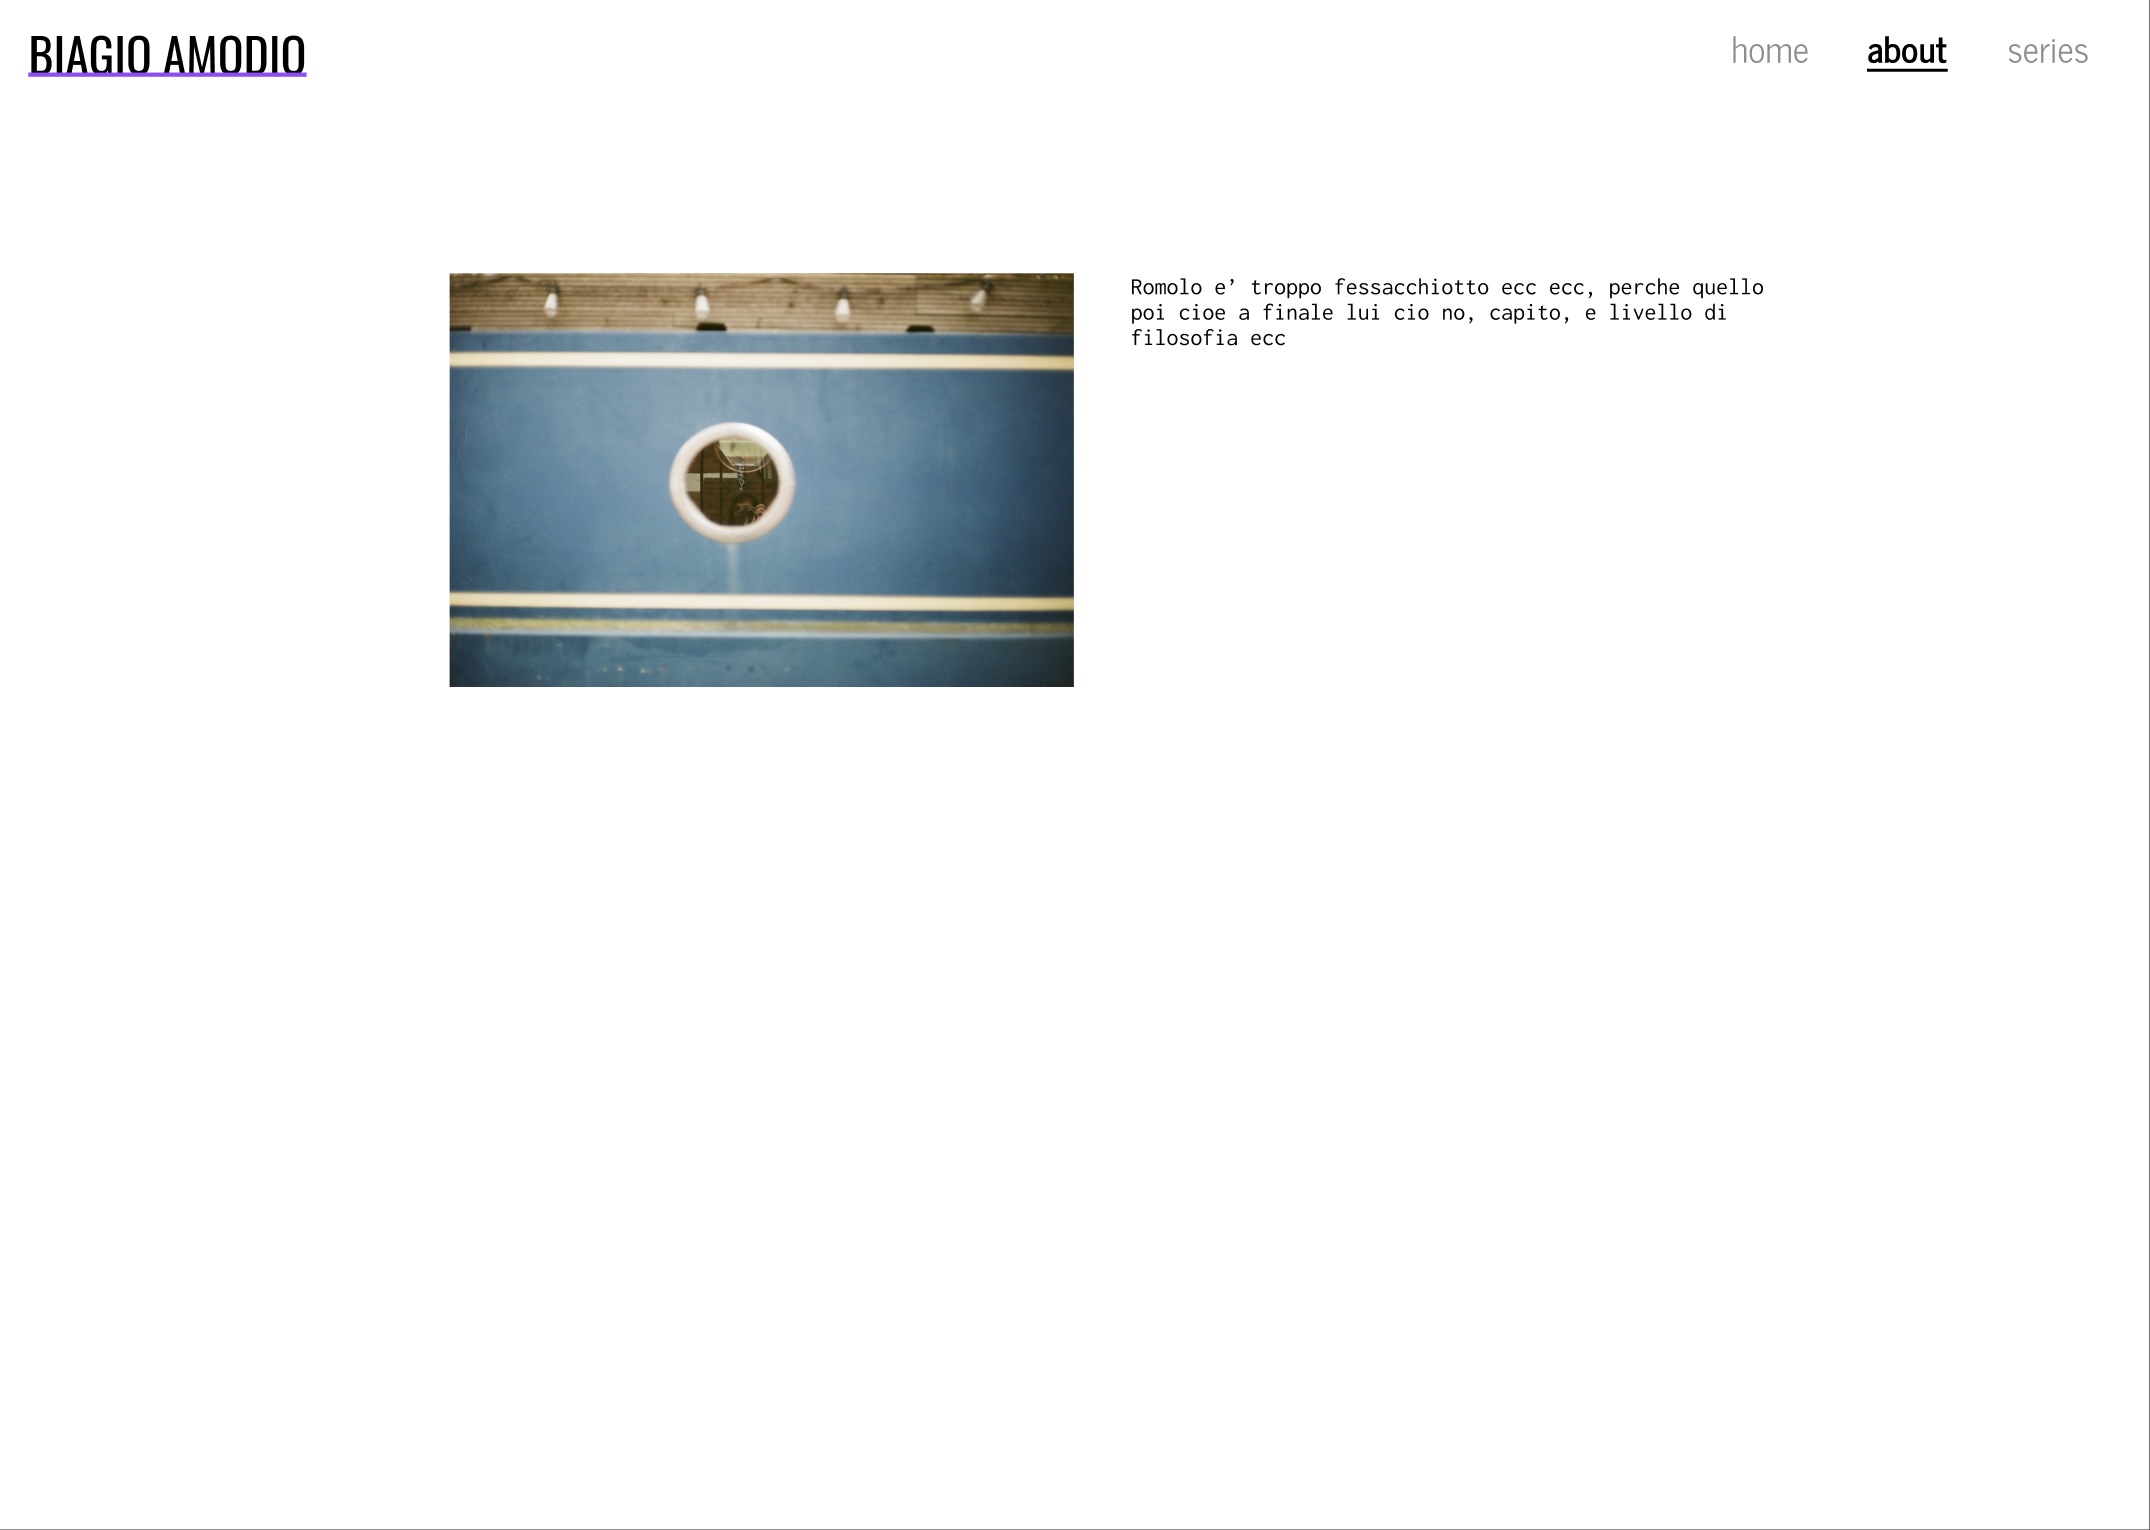 BIAGIO AMODIO
home about series
Romolo e’ troppo fessacchiotto ecc ecc, perche quello
poi cioe a finale lui cio no, capito, e livello di
filosofia ecc